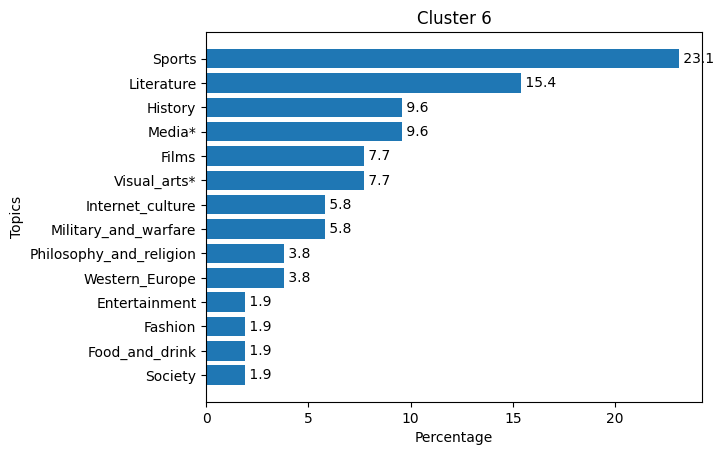 Cluster 6
Topics
Sports 23.1
Literature 15.4
History 9.6
Media* 9.6
Films 7.7
Visual_arts* 7.7
Internet_culture 5.8
Military_and_warfare 5.8
Philosophy_and_religion 3.8
Western_Europe 3.8
Entertainment 1.9
Fashion 1.9
Food_and_drink 1.9
Society 1.9
0 5 10 15 20
Percentage